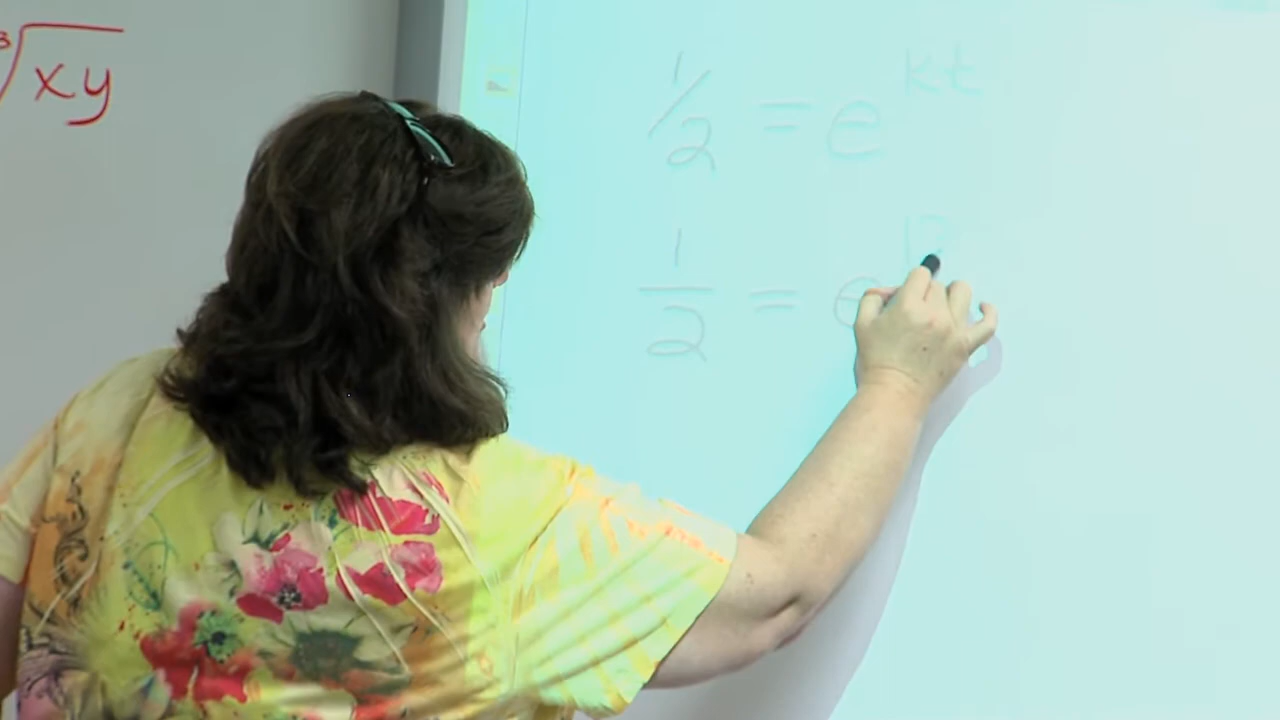 ∛xy
1/2 = e^kt
1/2 = e